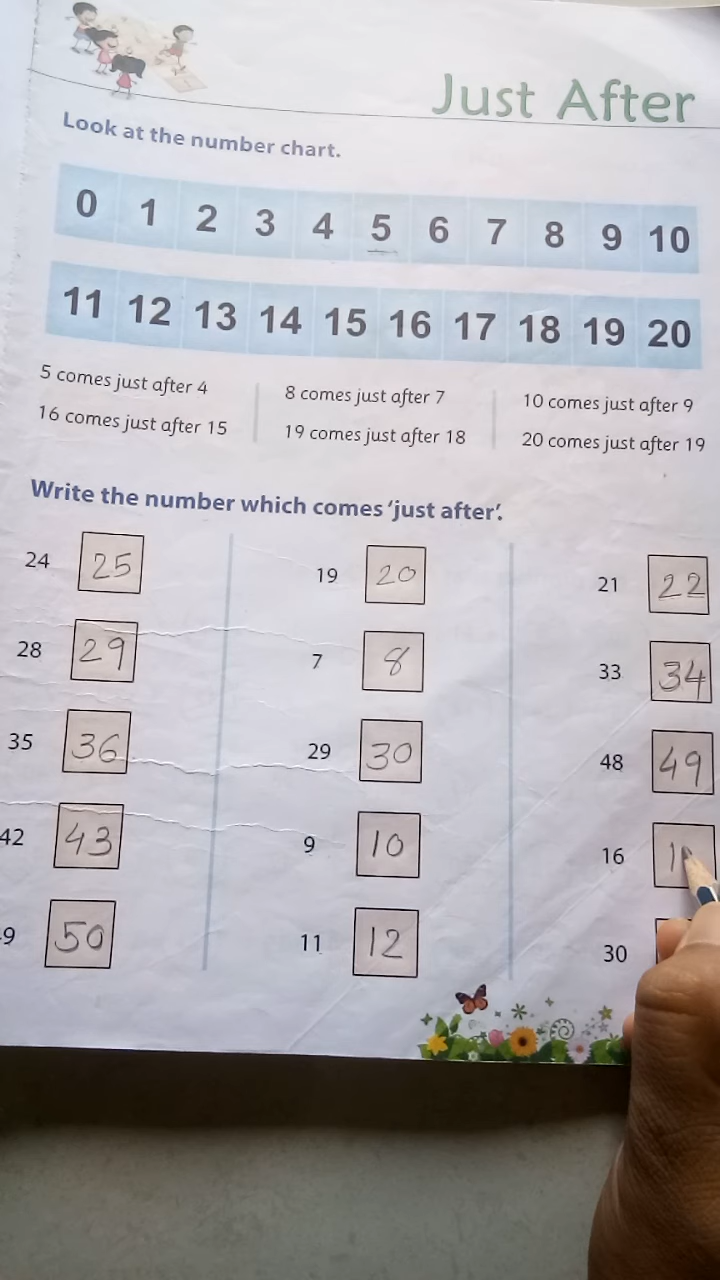 Just After
Look at the number chart.
0 1 2 3 4 5 6 7 8 9 10
11 12 13 14 15 16 17 18 19 20
5 comes just after 4
8 comes just after 7
10 comes just after 9
16 comes just after 15
19 comes just after 18
20 comes just after 19
Write the number which comes 'just after'.
24 25
19 20
21 22
28 29
7 8
33 34
35 36
29 30
48 49
42 43
9 10
16
9 50
11 12
30